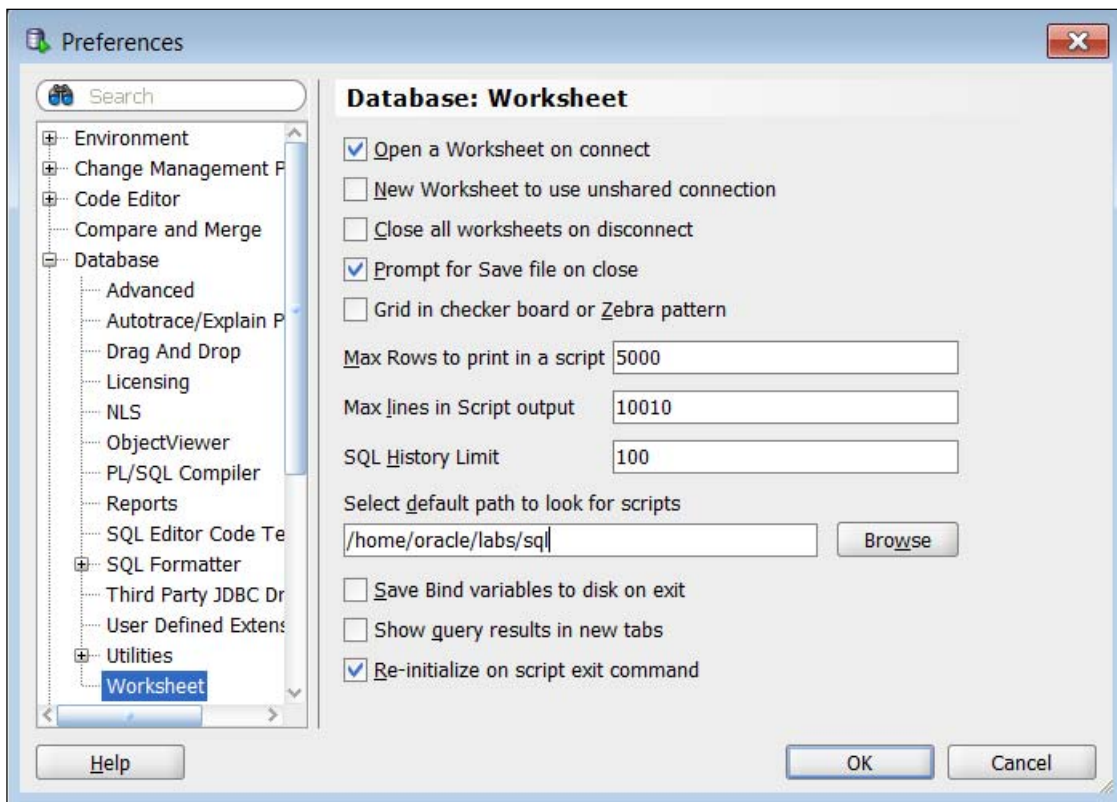 Preferences
Search
Environment
Change Management P
Code Editor
Compare and Merge
Database
Advanced
Autotrace/Explain P
Drag And Drop
Licensing
NLS
ObjectViewer
PL/SQL Compiler
Reports
SQL Editor Code Te
SQL Formatter
Third Party JDBC Dr
User Defined Extens
Utilities
Worksheet
Database: Worksheet
Open a Worksheet on connect
New Worksheet to use unshared connection
Close all worksheets on disconnect
Prompt for Save file on close
Grid in checker board or Zebra pattern
Max Rows to print in a script 5000
Max lines in Script output 10010
SQL History Limit 100
Select default path to look for scripts
/home/oracle/labs/sql Browse
Save Bind variables to disk on exit
Show query results in new tabs
Re-initialize on script exit command
Help OK Cancel